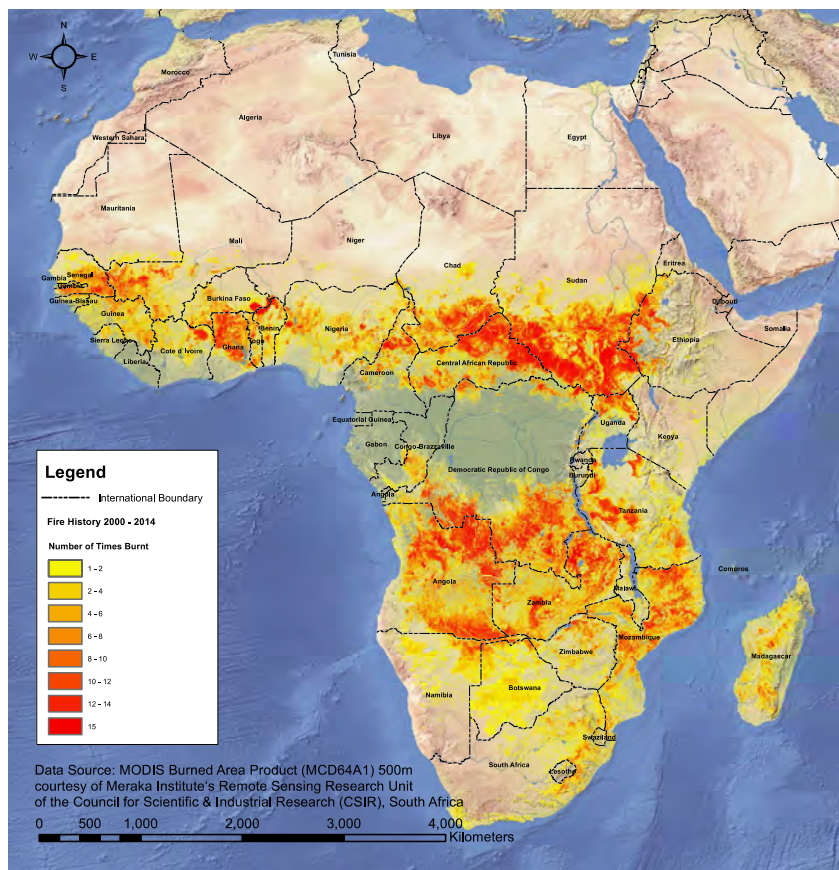 N
W
E
S
Tunisia
Morocco
Algeria
Libya
Egypt
Western Sahara
Mauritania
Mali
Niger
Chad
Sudan
Eritrea
Senegal
Gambia
Gambia
Guinea-Bissau
Guinea
Burkina Faso
Djibouti
Benin
Nigeria
Somalia
Ethiopia
Sierra Leone
Cote d Ivoire
Ghana
Togo
Liberia
Central African Republic
Cameroon
Equatorial Guinea
Uganda
Gabon
Congo-Brazzaville
Kenya
Rwanda
Democratic Republic of Congo
Burundi
Angola
Tanzania
Comoros
Angola
Malawi
Zambia
Mozambique
Zimbabwe
Madagascar
Namibia
Botswana
Swaziland
South Africa
Lesotho
Legend
International Boundary
Fire History 2000 - 2014
Number of Times Burnt
1 - 2
2 - 4
4 - 6
6 - 8
8 - 10
10 - 12
12 - 14
15
Data Source: MODIS Burned Area Product (MCD64A1) 500m
courtesy of Meraka Institute's Remote Sensing Research Unit
of the Council for Scientific & Industrial Research (CSIR), South Africa
0 500 1,000 2,000 3,000 4,000
Kilometers